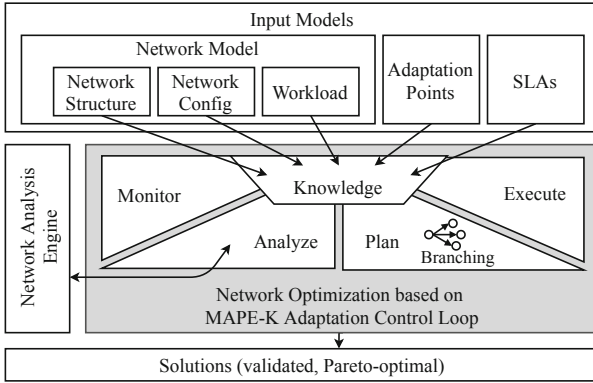 Input Models
Network Model
Network
Structure
Network
Config
Workload
Adaptation
Points
SLAs
Network Analysis
Engine
Monitor
Knowledge
Execute
Analyze
Plan
Branching
Network Optimization based on
MAPE-K Adaptation Control Loop
Solutions (validated, Pareto-optimal)